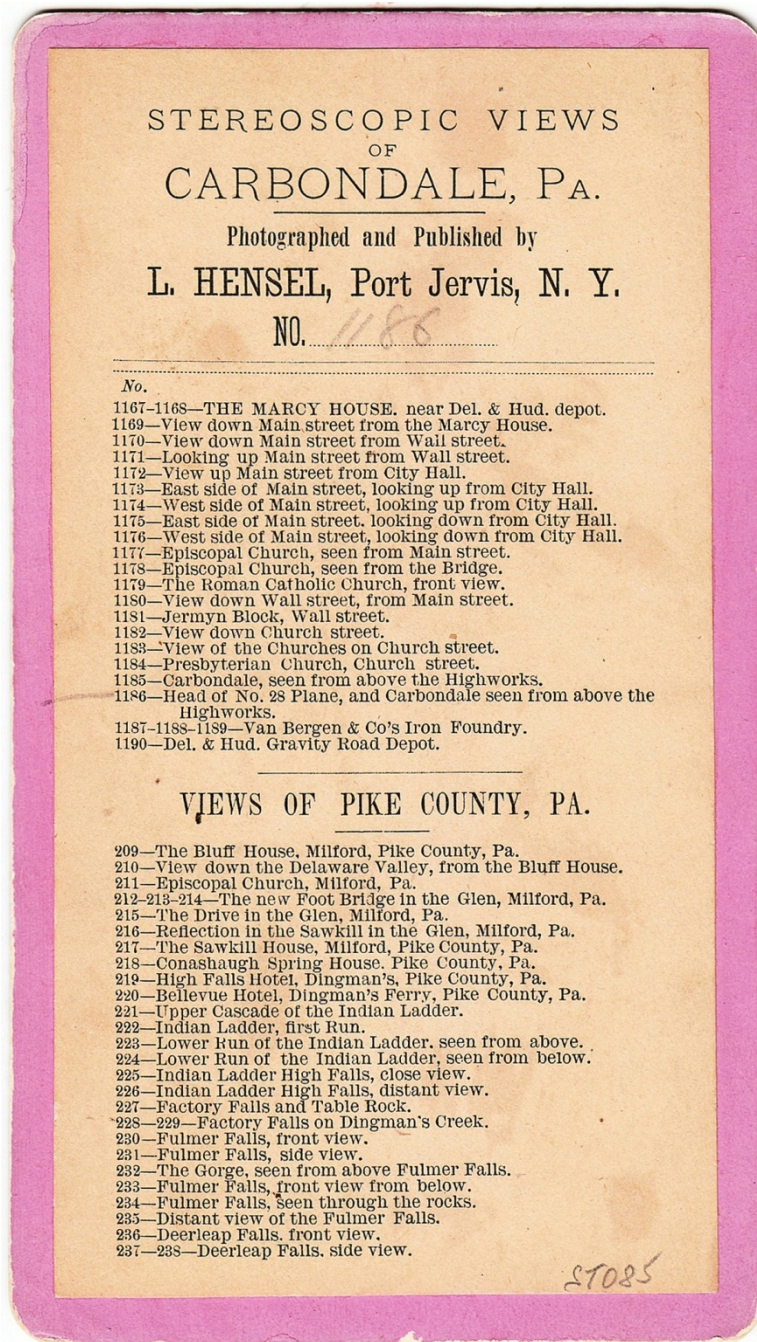 STEREOSCOPIC VIEWS
OF
CARBONDALE, PA.
Photographed and Published by
L. HENSEL, Port Jervis, N. Y.
NO. 1186
No.
1167-1168—THE MARCY HOUSE. near Del. & Hud. depot.
1169—View down Main street from the Marcy House.
1170—View down Main street from Wall street.
1171—Looking up Main street from Wall street.
1172—View up Main street from City Hall.
1173—East side of Main street, looking up from City Hall.
1174—West side of Main street, looking up from City Hall.
1175—East side of Main street. looking down from City Hall.
1176—West side of Main street, looking down from City Hall.
1177—Episcopal Church, seen from Main street.
1178—Episcopal Church, seen from the Bridge.
1179—The Roman Catholic Church, front view.
1180—View down Wall street, from Main street.
1181—Jermyn Block, Wall street.
1182—View down Church street.
1183—View of the Churches on Church street.
1184—Presbyterian Church, Church street.
1185—Carbondale, seen from above the Highworks.
1186—Head of No. 28 Plane, and Carbondale seen from above the
Highworks.
1187-1188-1189—Van Bergen & Co's Iron Foundry.
1190—Del. & Hud. Gravity Road Depot.
VIEWS OF PIKE COUNTY, PA.
209—The Bluff House, Milford, Pike County, Pa.
210—View down the Delaware Valley, from the Bluff House.
211—Episcopal Church, Milford, Pa.
212-213-214—The new Foot Bridge in the Glen, Milford, Pa.
215—The Drive in the Glen, Milford, Pa.
216—Reflection in the Sawkill in the Glen, Milford, Pa.
217—The Sawkill House, Milford, Pike County, Pa.
218—Conashaugh Spring House. Pike County, Pa.
219—High Falls Hotel, Dingman's, Pike County, Pa.
220—Bellevue Hotel, Dingman's Ferry, Pike County, Pa.
221—Upper Cascade of the Indian Ladder.
222—Indian Ladder, first Run.
223—Lower Run of the Indian Ladder. seen from above.
224—Lower Run of the Indian Ladder, seen from below.
225—Indian Ladder High Falls, close view.
226—Indian Ladder High Falls, distant view.
227—Factory Falls and Table Rock.
228—229—Factory Falls on Dingman's Creek.
230—Fulmer Falls, front view.
231—Fulmer Falls, side view.
232—The Gorge, seen from above Fulmer Falls.
233—Fulmer Falls, front view from below.
234—Fulmer Falls, seen through the rocks.
235—Distant view of the Fulmer Falls.
236—Deerleap Falls. front view.
237—238—Deerleap Falls. side view.
ST085